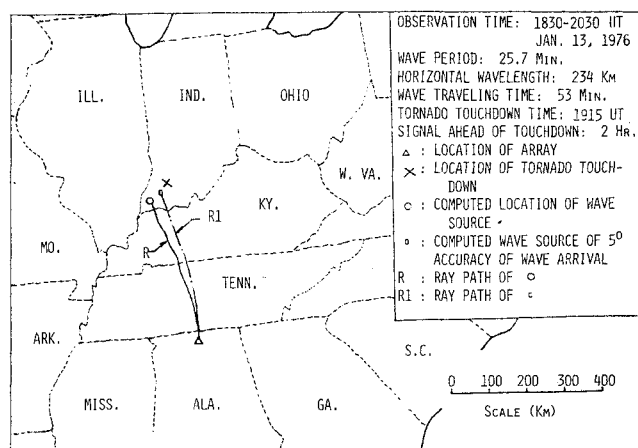 OBSERVATION TIME: 1830-2030 UT
JAN. 13, 1976
WAVE PERIOD: 25.7 MIN.
HORIZONTAL WAVELENGTH: 234 KM
WAVE TRAVELING TIME: 53 MIN.
TORNADO TOUCHDOWN TIME: 1915 UT
SIGNAL AHEAD OF TOUCHDOWN: 2 HR.
△ : LOCATION OF ARRAY
× : LOCATION OF TORNADO TOUCH-
DOWN
○ : COMPUTED LOCATION OF WAVE
SOURCE
▫ : COMPUTED WAVE SOURCE OF 5°
ACCURACY OF WAVE ARRIVAL
R : RAY PATH OF ○
R1 : RAY PATH OF
ILL.
IND.
OHIO
W. VA.
MO.
KY.
R1
R
TENN.
ARK.
S.C.
MISS.
ALA.
GA.
0 100 200 300 400
SCALE (KM)